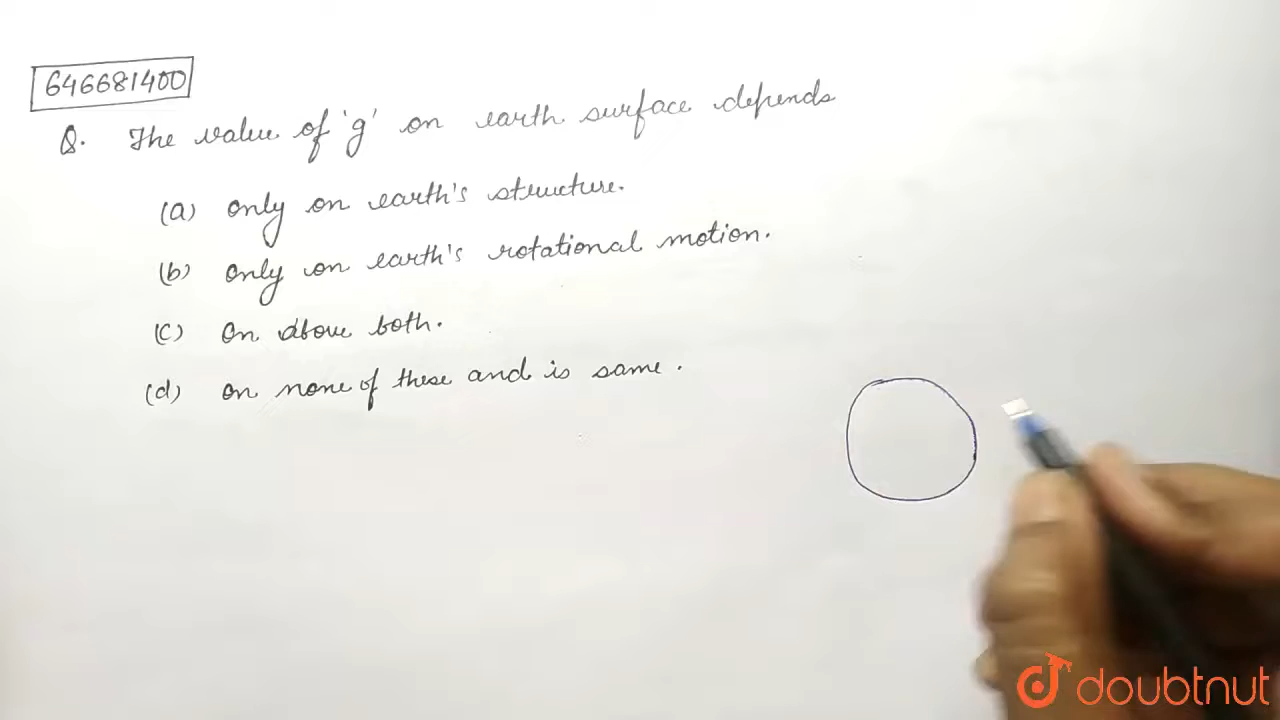 646681400
Q. The value of 'g' on earth surface depends
(a) only on earth's structure.
(b) only on earth's rotational motion.
(c) On above both.
(d) on none of these and is same.
doubtnut